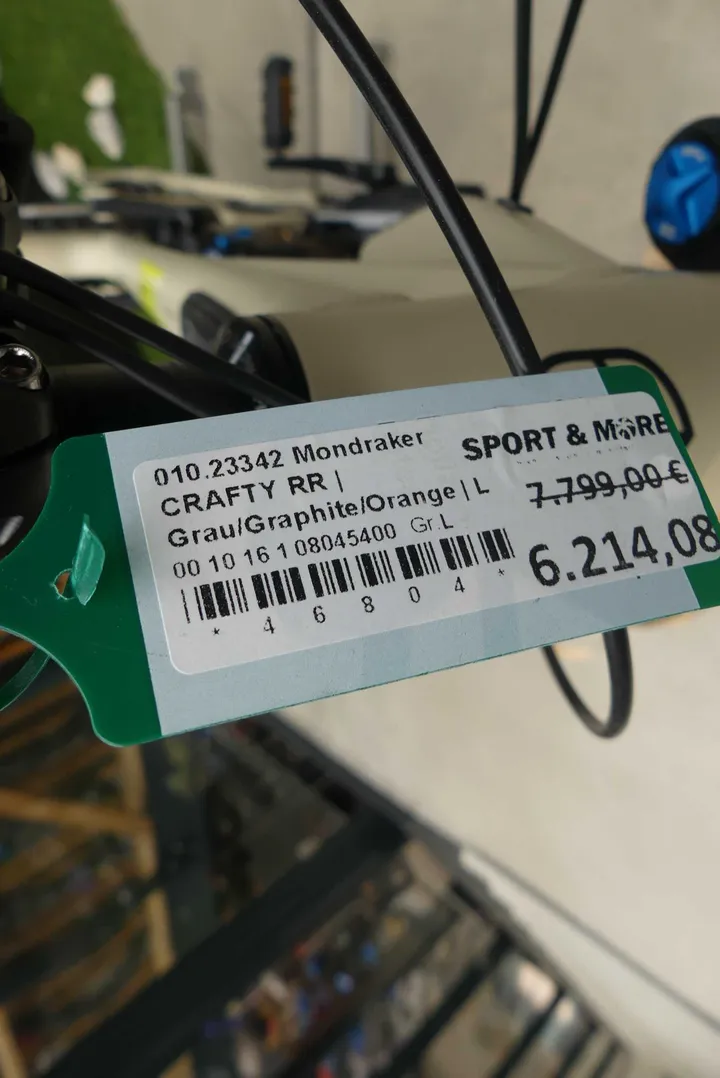 010.23342 Mondraker
CRAFTY RR |
Grau/Graphite/Orange | L
00 10 16 1 08045400 Gr.L
* 4 6 8 0 4 *
SPORT & MORE
7.799,00 €
6.214,08